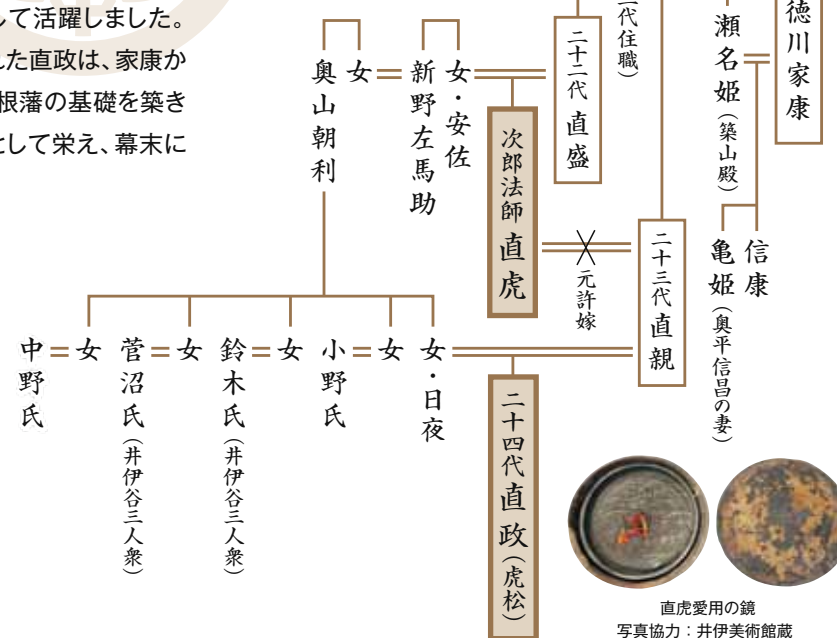 して活躍しました。
た直政は、家康か
根藩の基礎を築き
として栄え、幕末に
徳川家康
瀬名姫(築山殿)
信康
亀姫(奥平信昌の妻)
代住職)
二十二代 直盛
女・安佐
新野左馬助
女
奥山朝利
次郎法師 直虎
元許嫁
二十三代 直親
女・日夜
女
小野氏
女
鈴木氏(井伊谷三人衆)
女
菅沼氏(井伊谷三人衆)
女
中野氏
二十四代 直政(虎松)
直虎愛用の鏡
写真協力:井伊美術館蔵